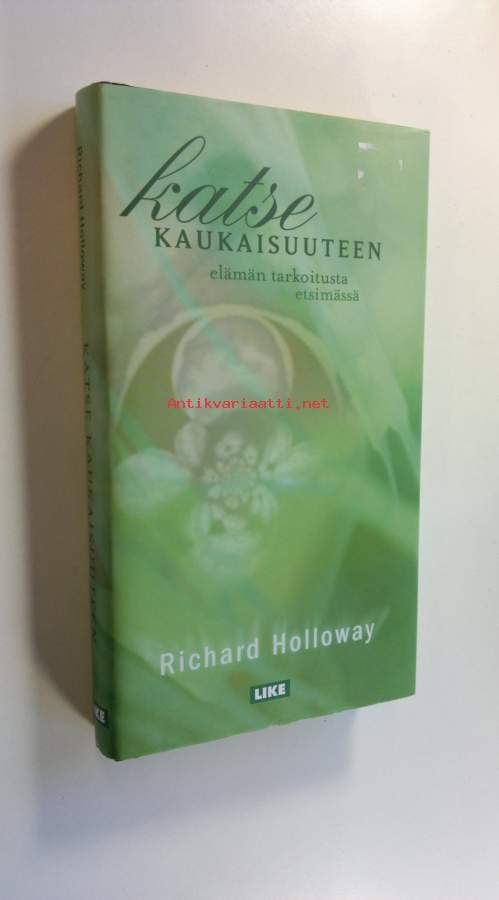 katse
KAUKAISUUTEEN
elämän tarkoitusta
etsimässä
Antikvariaatti.net
Richard Holloway
LIKE
Richard Holloway
KATSE KAUKAISUUTEEN
LIKE